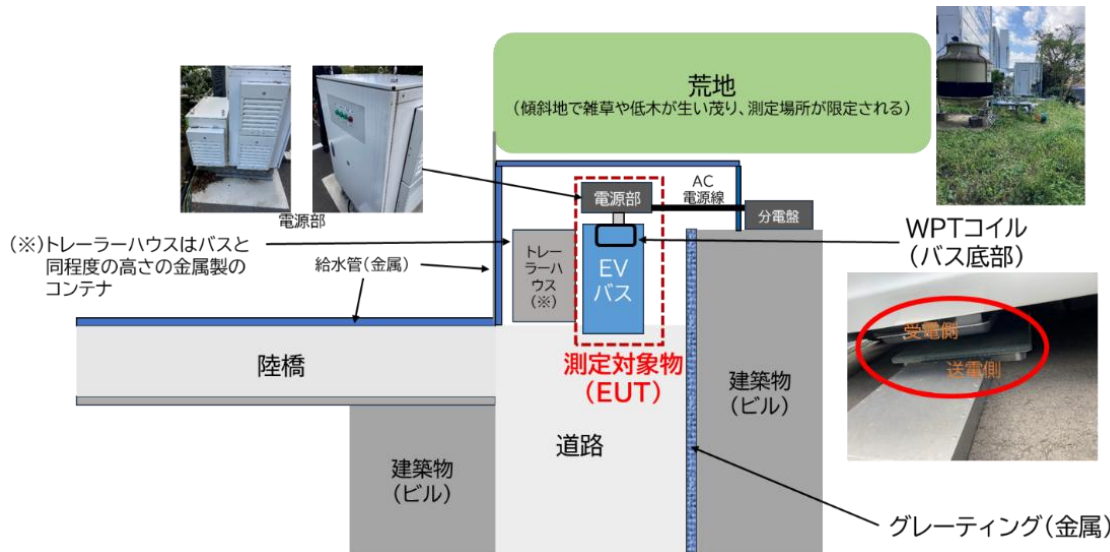 荒地
(傾斜地で雑草や低木が生い茂り、測定場所が限定される)
電源部
(※)トレーラーハウスはバスと
同程度の高さの金属製の
コンテナ
給水管(金属)
電源部
AC
電源線
分電盤
トレー
ラーハ
ウス
(※)
EV
バス
WPTコイル
(バス底部)
受電側
送電側
陸橋
測定対象物
(EUT)
建築物
(ビル)
道路
建築物
(ビル)
グレーティング(金属)